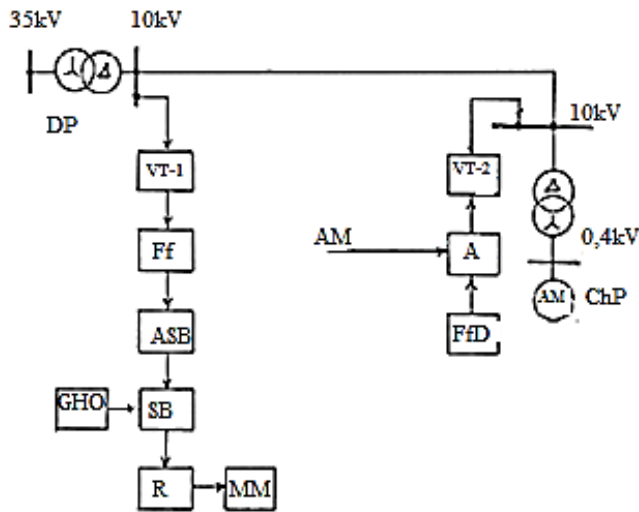 35kV
10kV
DP
10kV
VT-1
VT-2
AM
Ff
A
0,4kV
AM
ChP
ASB
FfD
GHO
SB
R
MM